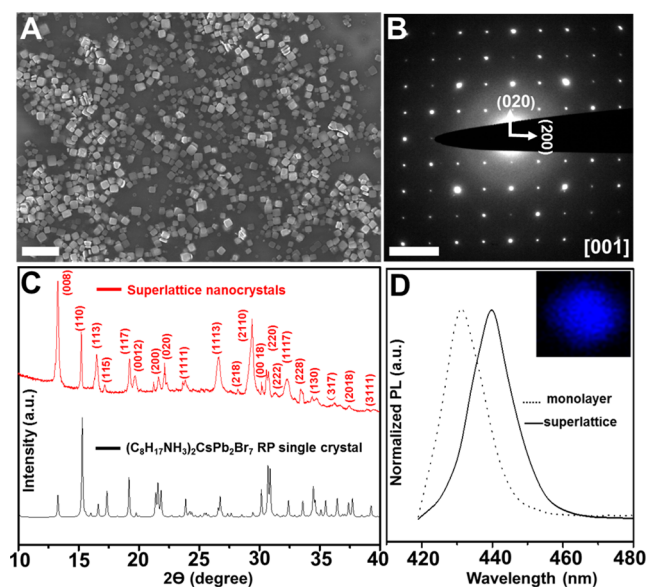 A
B
(020)
(200)
[001]
C
(008)
Superlattice nanocrystals
(110)
(113)
(115)
(117)
(0012)
(200)
(020)
(1111)
(1113)
(218)
(2110)
(00 18)
(220)
(222)
(1117)
(228)
(130)
(317)
(2018)
(3111)
(C8H17NH3)2CsPb2Br7 RP single crystal
Intensity (a.u.)
10 15 20 25 30 35 40
2Θ (degree)
D
monolayer
superlattice
Normalized PL (a.u.)
420 440 460 480
Wavelength (nm)